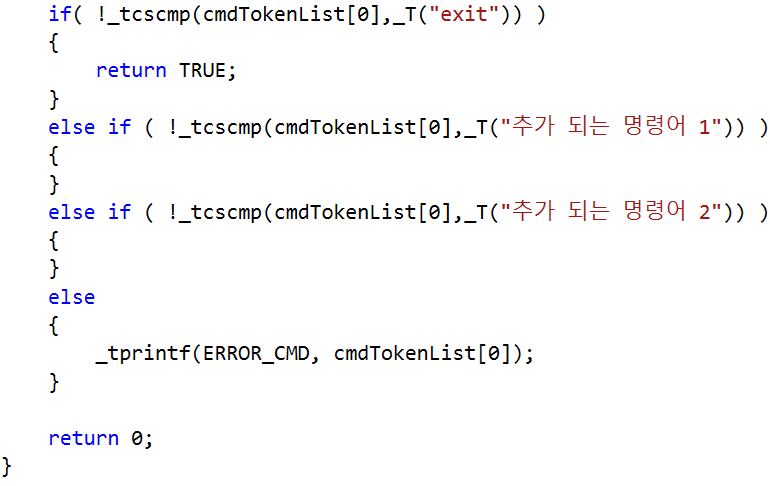 if( !_tcscmp(cmdTokenList[0],_T("exit")) )
{
return TRUE;
}
else if ( !_tcscmp(cmdTokenList[0],_T("추가 되는 명령어 1")) )
{
}
else if ( !_tcscmp(cmdTokenList[0],_T("추가 되는 명령어 2")) )
{
}
else
{
_tprintf(ERROR_CMD, cmdTokenList[0]);
}
return 0;
}